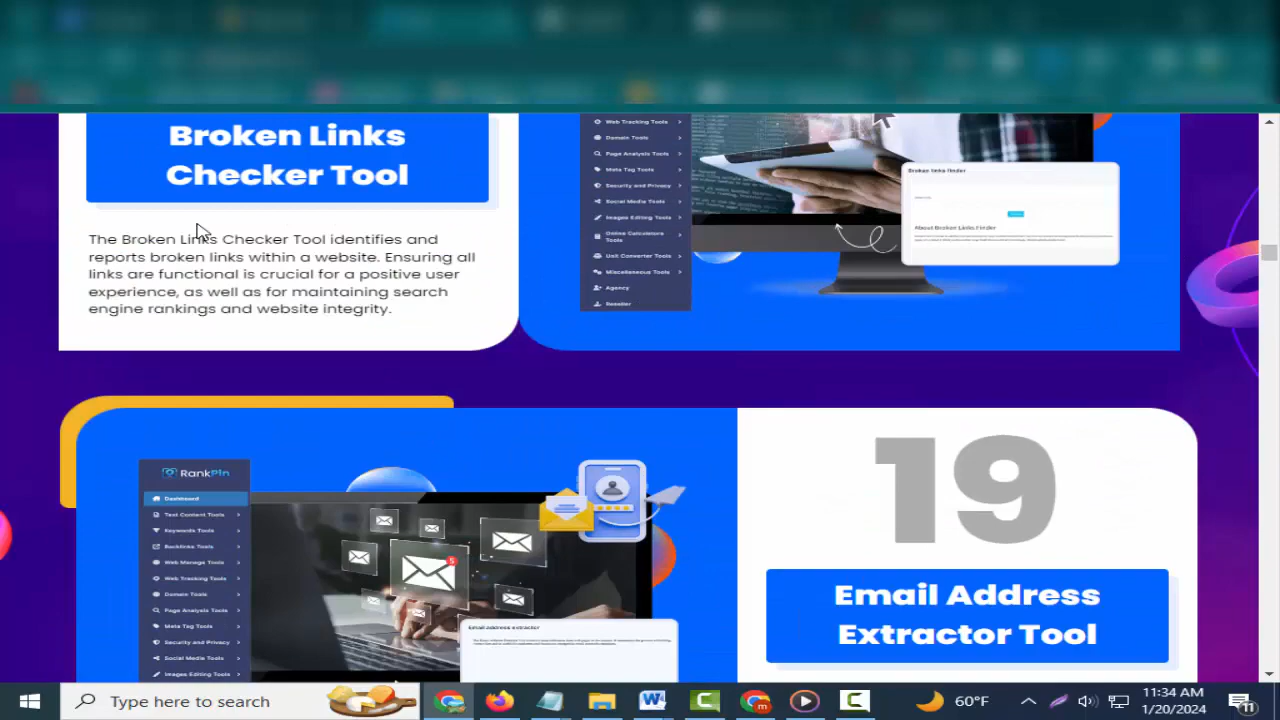 Broken Links
Checker Tool
The Broken Links Checker Tool identifies and
reports broken links within a website. Ensuring all
links are functional is crucial for a positive user
experience, as well as for maintaining search
engine rankings and website integrity.
Web Tracking Tools
Domain Tools
Page Analysis Tools
Meta Tag Tools
Security and Privacy
Social Media Tools
Images Editing Tools
Online Calculators
Tools
Unit Converter Tools
Miscellaneous Tools
Agency
Reseller
Broken links finder
About Broken Links Finder
RankPin
Dashboard
Text Content Tools
Keywords Tools
Backlinks Tools
Web Manage Tools
Web Tracking Tools
Domain Tools
Page Analysis Tools
Meta Tag Tools
Security and Privacy
Social Media Tools
Images Editing Tools
5
Email address extractor
19
Email Address
Extractor Tool
Type here to search
60°F
11:34 AM
1/20/2024
11